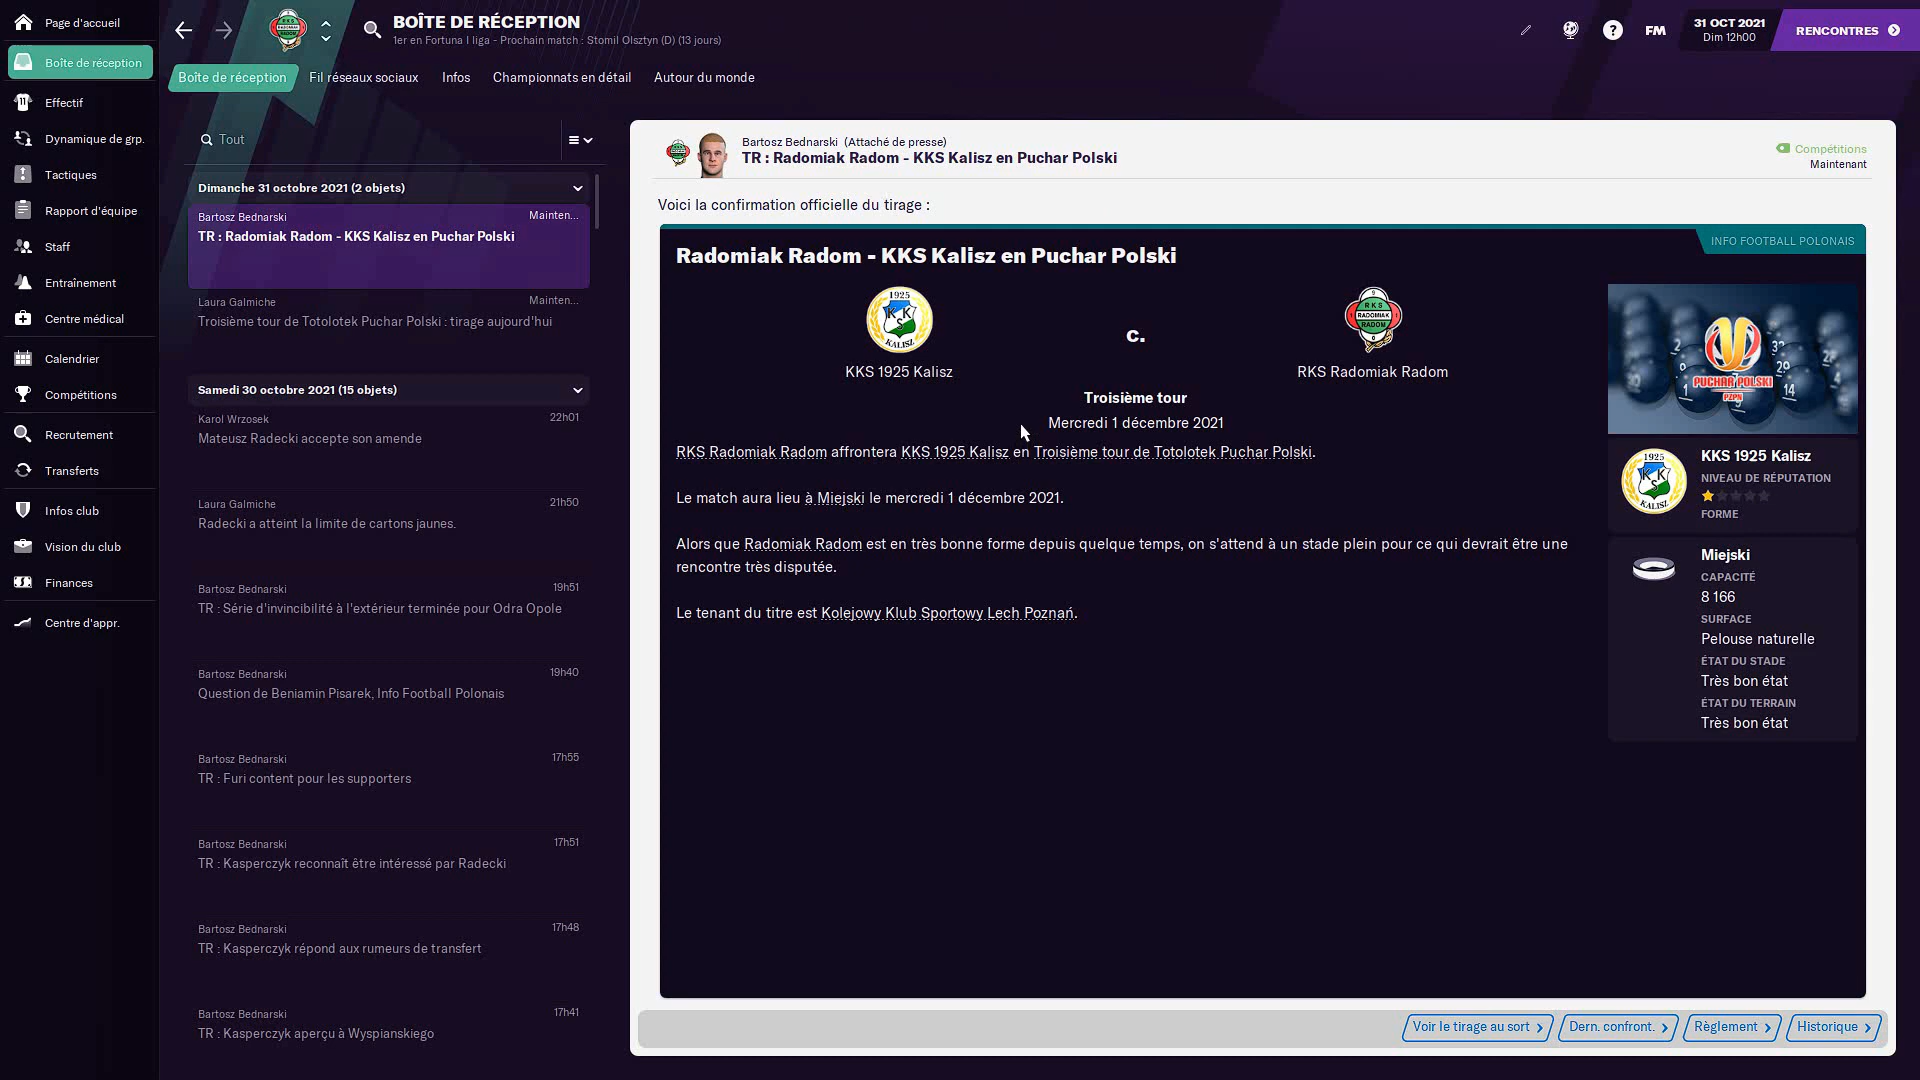 Page d'accueil
Boîte de réception
Effectif
Dynamique de grp.
Tactiques
Rapport d'équipe
Staff
Entraînement
Centre médical
Calendrier
Compétitions
Recrutement
Transferts
Infos club
Vision du club
Finances
Centre d'appr.
BOÎTE DE RÉCEPTION
1er en Fortuna I liga - Prochain match : Stomil Olsztyn (D) (13 jours)
FM
31 OCT 2021
Dim 12h00
RENCONTRES
Boîte de réception
Fil réseaux sociaux
Infos
Championnats en détail
Autour du monde
Tout
Dimanche 31 octobre 2021 (2 objets)
Bartosz Bednarski
Mainten...
TR : Radomiak Radom - KKS Kalisz en Puchar Polski
Laura Galmiche
Mainten...
Troisième tour de Totolotek Puchar Polski : tirage aujourd'hui
Samedi 30 octobre 2021 (15 objets)
Karol Wrzosek
22h01
Mateusz Radecki accepte son amende
Laura Galmiche
21h50
Radecki a atteint la limite de cartons jaunes.
Bartosz Bednarski
19h51
TR : Série d'invincibilité à l'extérieur terminée pour Odra Opole
Bartosz Bednarski
19h40
Question de Beniamin Pisarek, Info Football Polonais
Bartosz Bednarski
17h55
TR : Furi content pour les supporters
Bartosz Bednarski
17h51
TR : Kasperczyk reconnaît être intéressé par Radecki
Bartosz Bednarski
17h48
TR : Kasperczyk répond aux rumeurs de transfert
Bartosz Bednarski
17h41
TR : Kasperczyk aperçu à Wyspianskiego
Bartosz Bednarski (Attaché de presse)
TR : Radomiak Radom - KKS Kalisz en Puchar Polski
Compétitions
Maintenant
Voici la confirmation officielle du tirage :
INFO FOOTBALL POLONAIS
Radomiak Radom - KKS Kalisz en Puchar Polski
1925
KKS
KALISZ
c.
RKS
RADOMIAK
RADOM
KKS 1925 Kalisz
RKS Radomiak Radom
Troisième tour
Mercredi 1 décembre 2021
RKS Radomiak Radom affrontera KKS 1925 Kalisz en Troisième tour de Totolotek Puchar Polski.
Le match aura lieu à Miejski le mercredi 1 décembre 2021.
Alors que Radomiak Radom est en très bonne forme depuis quelque temps, on s'attend à un stade plein pour ce qui devrait être une
rencontre très disputée.
Le tenant du titre est Kolejowy Klub Sportowy Lech Poznań.
PUCHAR POLSKI
PZPN
KKS 1925 Kalisz
NIVEAU DE RÉPUTATION
FORME
1925
KKS
KALISZ
Miejski
CAPACITÉ
8 166
SURFACE
Pelouse naturelle
ÉTAT DU STADE
Très bon état
ÉTAT DU TERRAIN
Très bon état
Voir le tirage au sort
Dern. confront.
Règlement
Historique